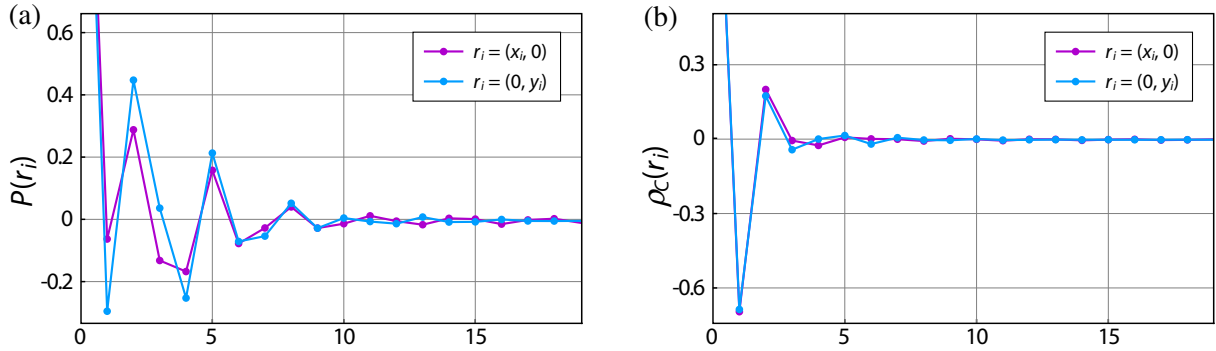 (a)
0.6
0.4
0.2
0
-0.2
P(rᵢ)
rᵢ = (xᵢ, 0)
rᵢ = (0, yᵢ)
0 5 10 15
(b)
0.3
0
-0.3
-0.6
ρC(rᵢ)
rᵢ = (xᵢ, 0)
rᵢ = (0, yᵢ)
0 5 10 15